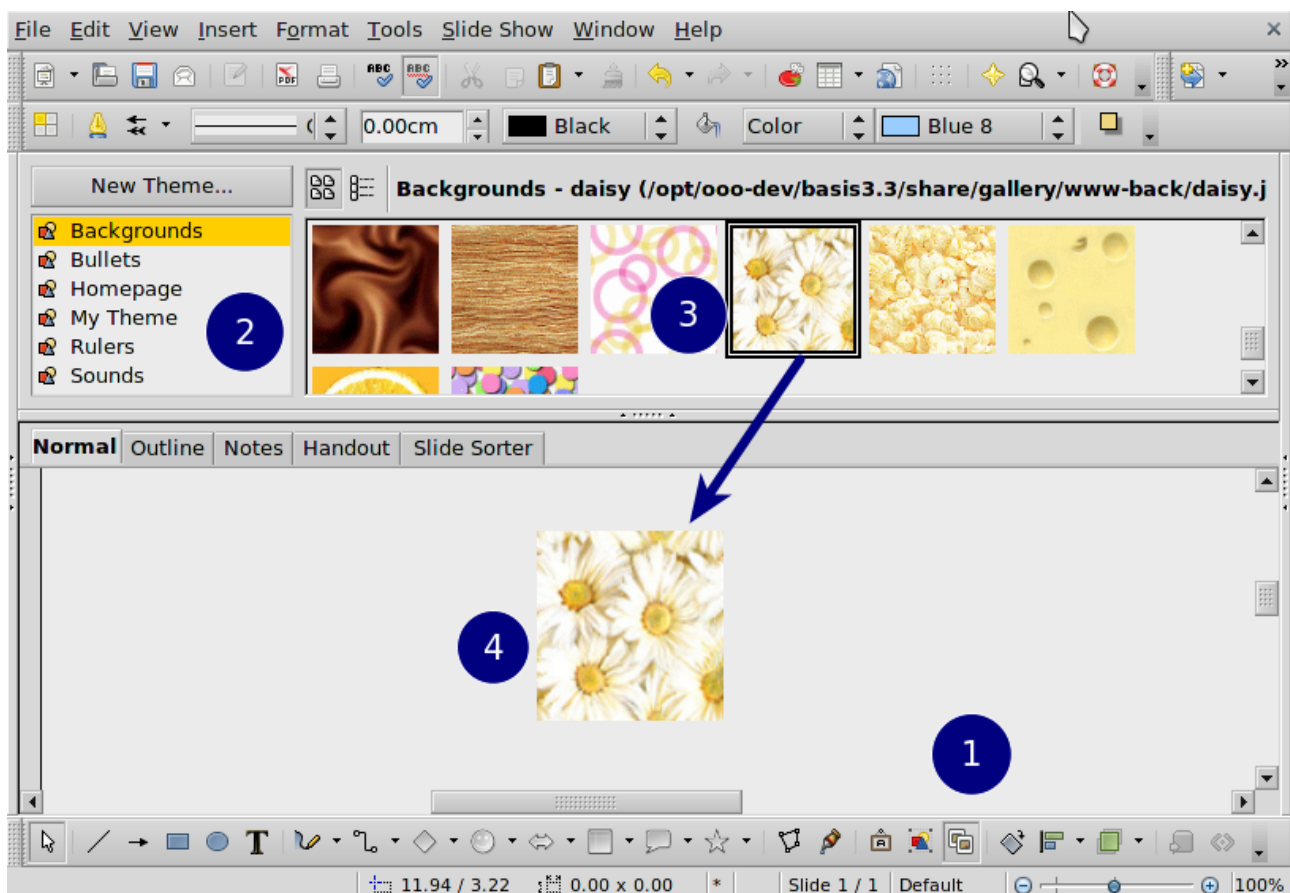 File Edit View Insert Format Tools Slide Show Window Help
PDF ABC ABC
0.00cm Black Color Blue 8
New Theme...
Backgrounds - daisy (/opt/ooo-dev/basis3.3/share/gallery/www-back/daisy.j
Backgrounds
Bullets
Homepage
My Theme
Rulers
Sounds
2
3
Normal Outline Notes Handout Slide Sorter
4
1
T A
11.94 / 3.22 0.00 x 0.00 * Slide 1 / 1 Default 100%